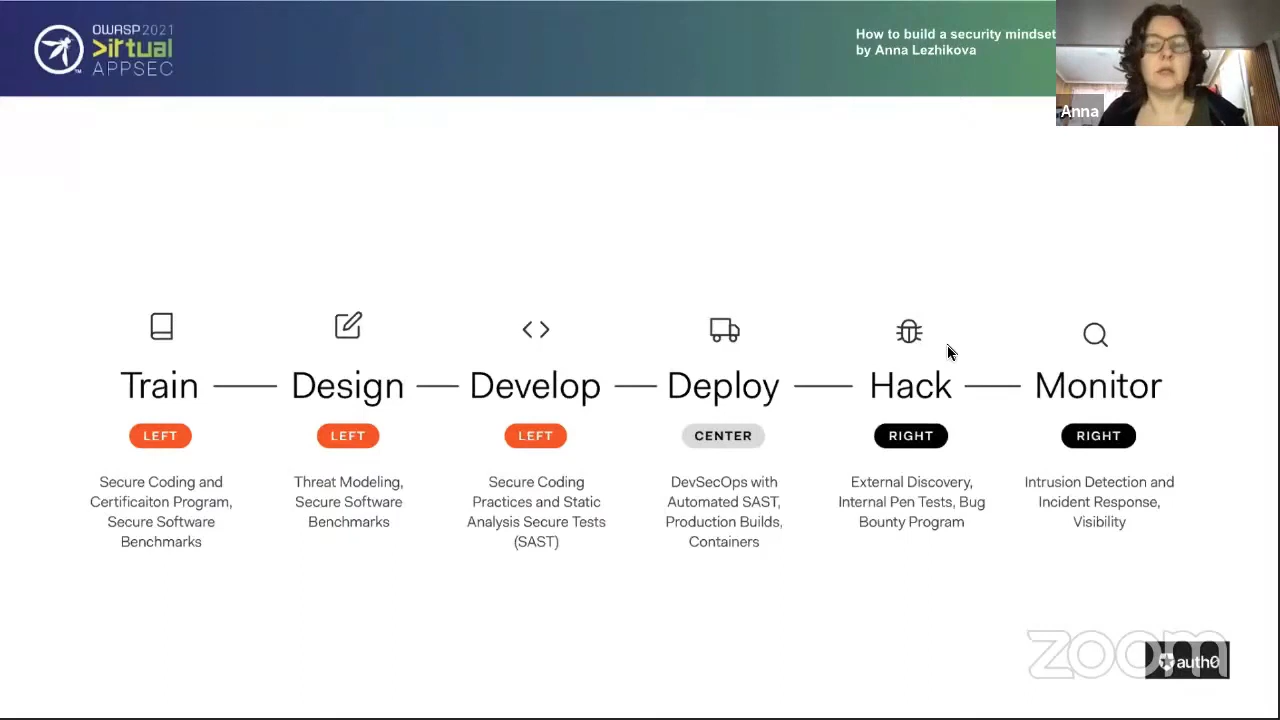 OWASP 2021
>irtual
APPSEC
How to build a security mindset
by Anna Lezhikova
Anna
Train
Design
Develop
Deploy
Hack
Monitor
LEFT
LEFT
LEFT
CENTER
RIGHT
RIGHT
Secure Coding and
Certificaiton Program,
Secure Software
Benchmarks
Threat Modeling,
Secure Software
Benchmarks
Secure Coding
Practices and Static
Analysis Secure Tests
(SAST)
DevSecOps with
Automated SAST,
Production Builds,
Containers
External Discovery,
Internal Pen Tests, Bug
Bounty Program
Intrusion Detection and
Incident Response,
Visibility
zoom
auth0